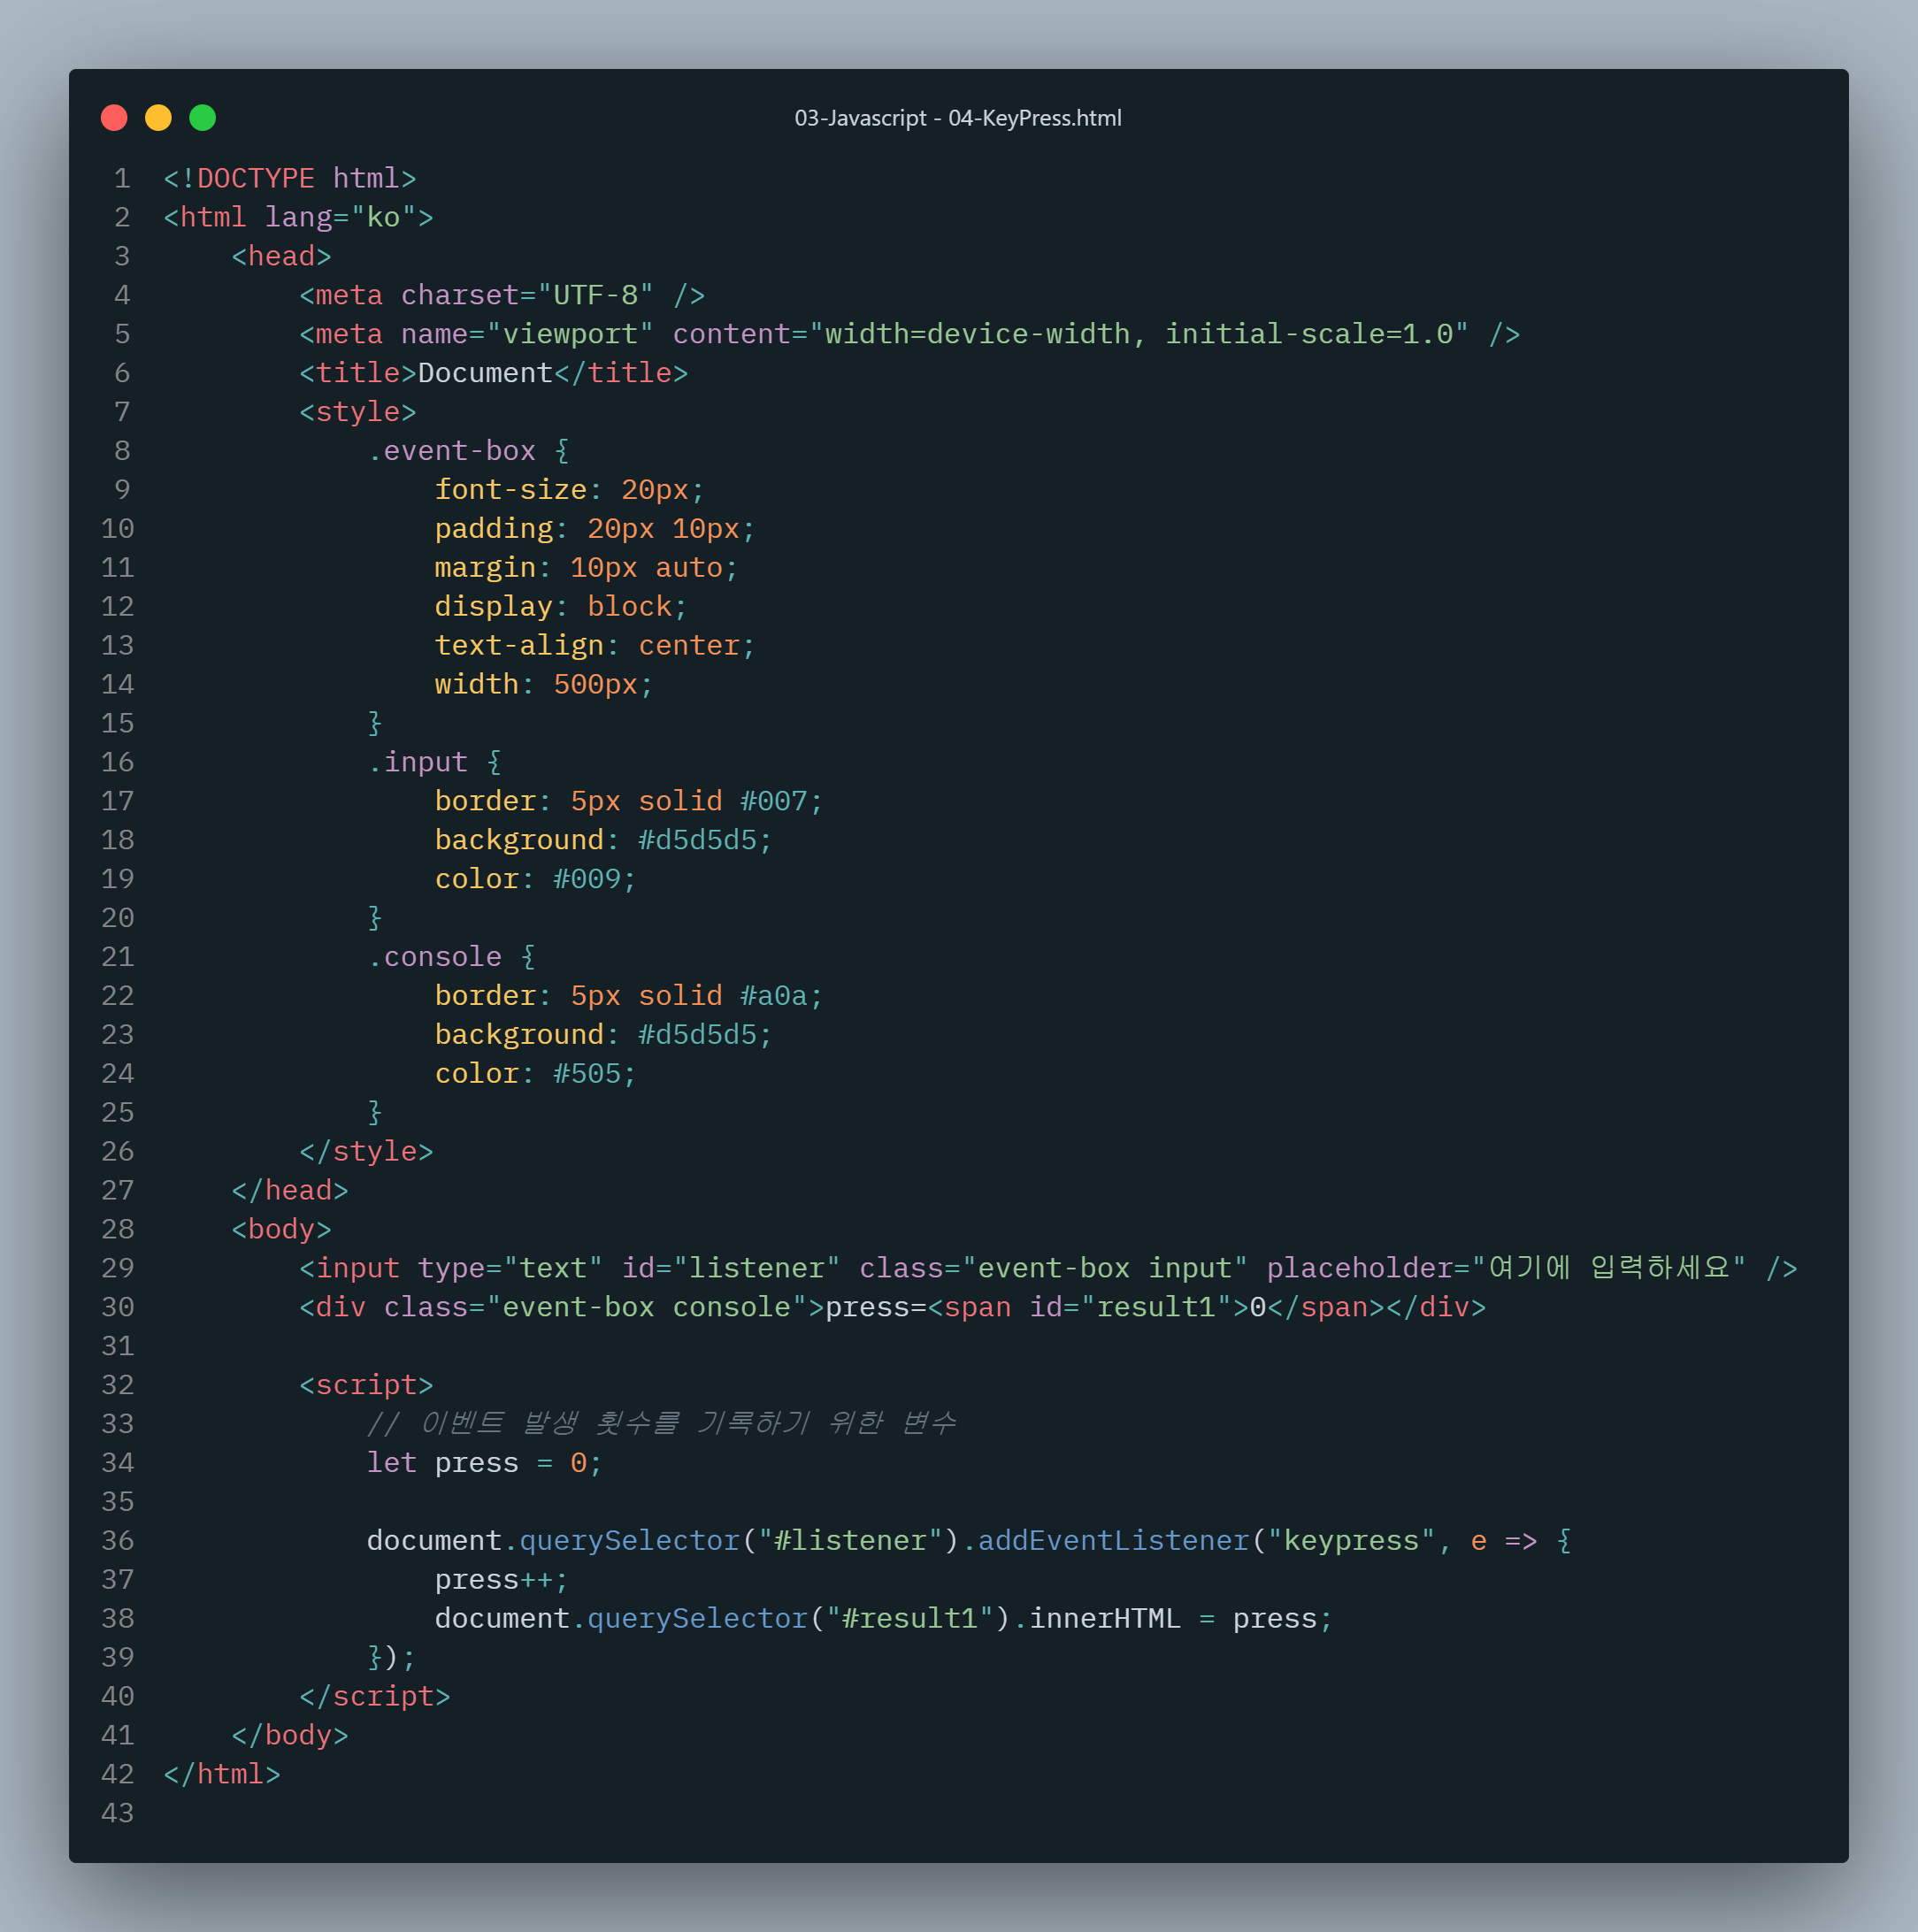 03-Javascript - 04-KeyPress.html
1 <!DOCTYPE html>
2 <html lang="ko">
3     <head>
4         <meta charset="UTF-8" />
5         <meta name="viewport" content="width=device-width, initial-scale=1.0" />
6         <title>Document</title>
7         <style>
8             .event-box {
9                 font-size: 20px;
10                 padding: 20px 10px;
11                 margin: 10px auto;
12                 display: block;
13                 text-align: center;
14                 width: 500px;
15             }
16             .input {
17                 border: 5px solid #007;
18                 background: #d5d5d5;
19                 color: #009;
20             }
21             .console {
22                 border: 5px solid #a0a;
23                 background: #d5d5d5;
24                 color: #505;
25             }
26         </style>
27     </head>
28     <body>
29         <input type="text" id="listener" class="event-box input" placeholder="여기에 입력하세요" />
30         <div class="event-box console">press=<span id="result1">0</span></div>
31
32         <script>
33             // 이벤트 발생 횟수를 기록하기 위한 변수
34             let press = 0;
35
36             document.querySelector("#listener").addEventListener("keypress", e => {
37                 press++;
38                 document.querySelector("#result1").innerHTML = press;
39             });
40         </script>
41     </body>
42 </html>
43